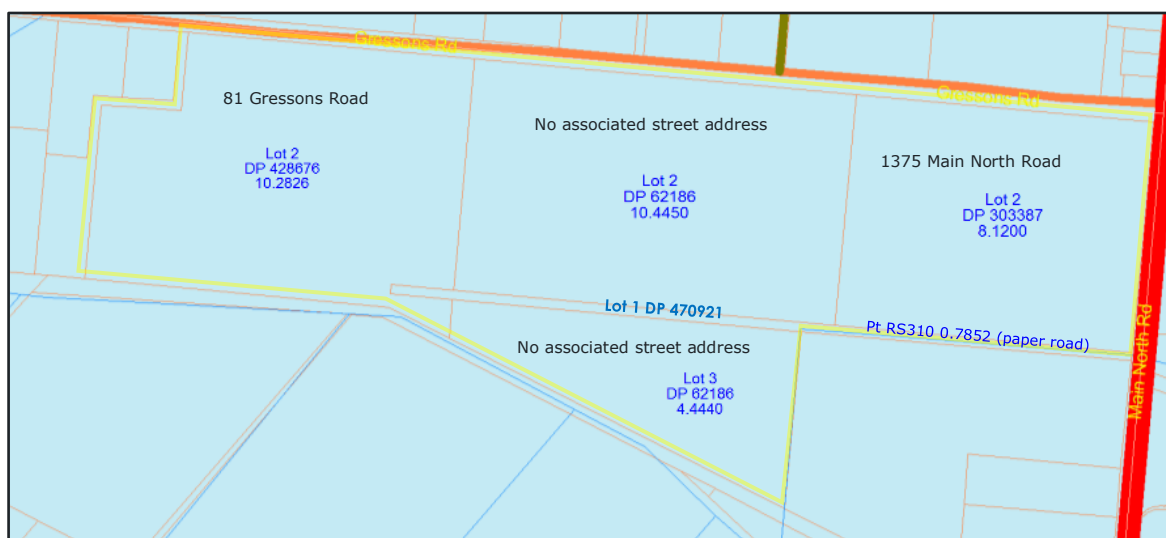 Gressons Rd
Gressons Rd
81 Gressons Road
No associated street address
1375 Main North Road
Lot 2
DP 428676
10.2826
Lot 2
DP 62186
10.4450
Lot 2
DP 303387
8.1200
Lot 1 DP 470921
Pt RS310 0.7852 (paper road)
No associated street address
Lot 3
DP 62186
4.4440
Main North Rd